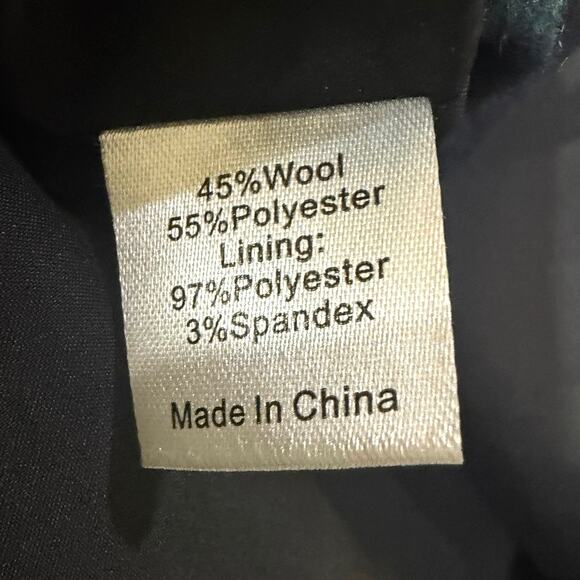 45%Wool
55%Polyester
Lining:
97%Polyester
3%Spandex
Made In China